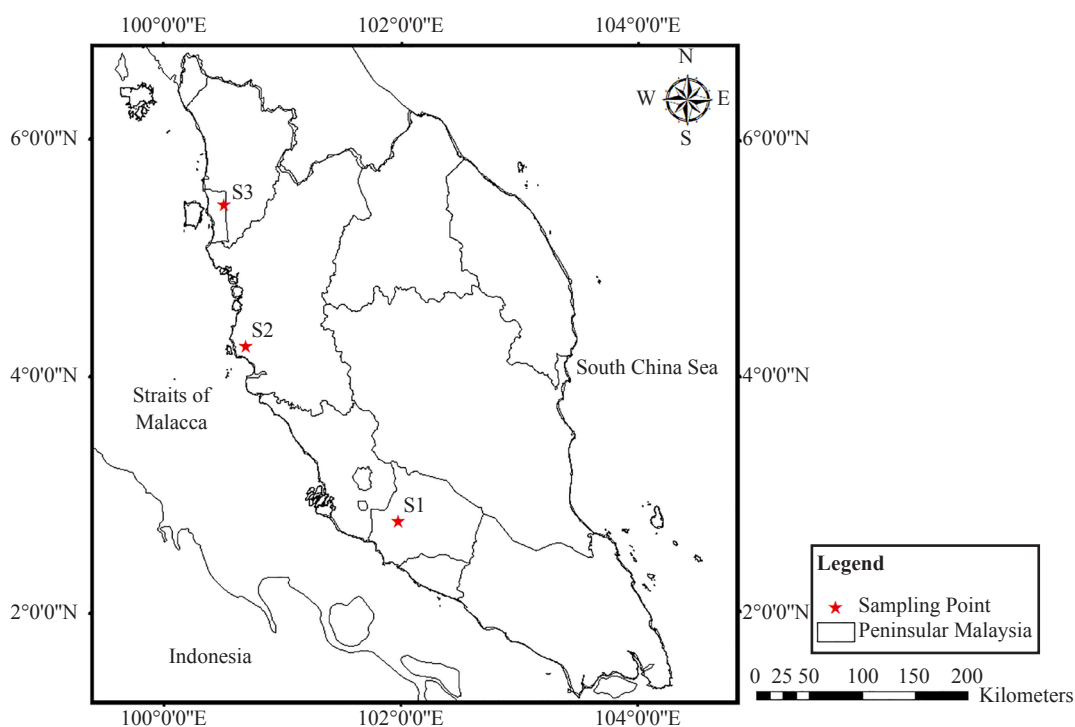 100°0'0"E 102°0'0"E 104°0'0"E
N
W E
S
6°0'0"N 6°0'0"N
S3
S2
4°0'0"N 4°0'0"N
South China Sea
Straits of
Malacca
S1
Legend
Sampling Point
Peninsular Malaysia
2°0'0"N 2°0'0"N
Indonesia
0 25 50 100 150 200
Kilometers
100°0'0"E 102°0'0"E 104°0'0"E